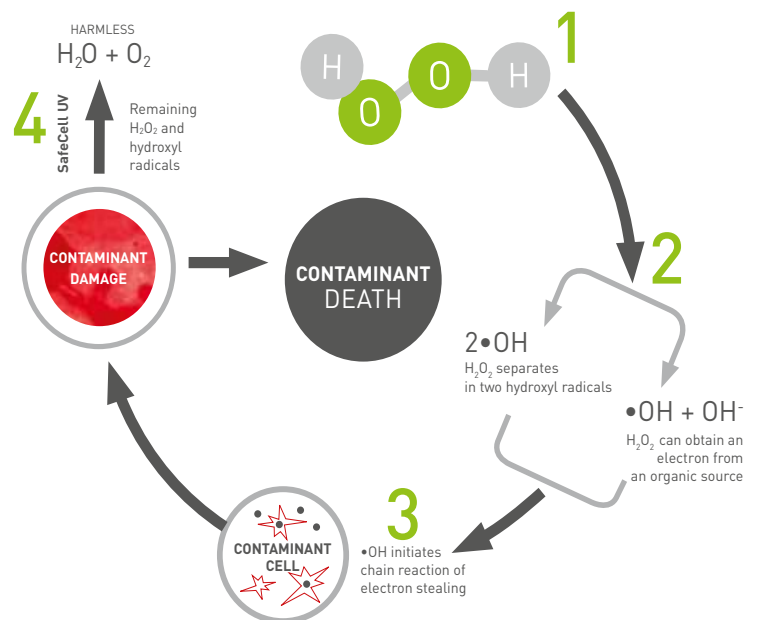 1
H
O
O
H
2
2•OH
H₂O₂ separates
in two hydroxyl radicals
•OH + OH⁻
H₂O₂ can obtain an
electron from
an organic source
3
•OH initiates
chain reaction of
electron stealing
CONTAMINANT
CELL
CONTAMINANT
DAMAGE
CONTAMINANT
DEATH
4
SafeCell UV
Remaining
H₂O₂ and
hydroxyl
radicals
HARMLESS
H₂O + O₂